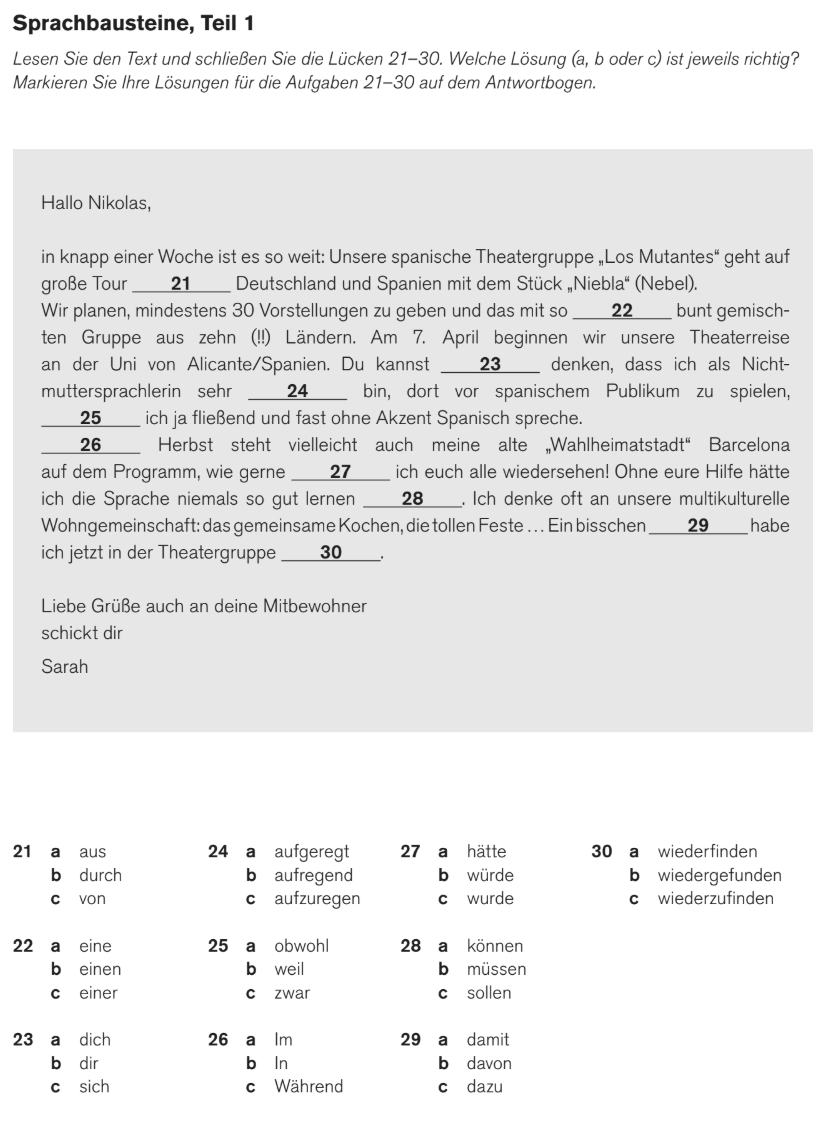 Sprachbausteine, Teil 1
Lesen Sie den Text und schließen Sie die Lücken 21–30. Welche Lösung (a, b oder c) ist jeweils richtig?
Markieren Sie Ihre Lösungen für die Aufgaben 21–30 auf dem Antwortbogen.
Hallo Nikolas,
in knapp einer Woche ist es so weit: Unsere spanische Theatergruppe „Los Mutantes“ geht auf
große Tour ____21____ Deutschland und Spanien mit dem Stück „Niebla“ (Nebel).
Wir planen, mindestens 30 Vorstellungen zu geben und das mit so ____22____ bunt gemisch-
ten Gruppe aus zehn (!!) Ländern. Am 7. April beginnen wir unsere Theaterreise
an der Uni von Alicante/Spanien. Du kannst ____23____ denken, dass ich als Nicht-
muttersprachlerin sehr ____24____ bin, dort vor spanischem Publikum zu spielen,
____25____ ich ja fließend und fast ohne Akzent Spanisch spreche.
____26____ Herbst steht vielleicht auch meine alte „Wahlheimatstadt“ Barcelona
auf dem Programm, wie gerne ____27____ ich euch alle wiedersehen! Ohne eure Hilfe hätte
ich die Sprache niemals so gut lernen ____28____. Ich denke oft an unsere multikulturelle
Wohngemeinschaft: das gemeinsame Kochen, die tollen Feste … Ein bisschen ____29____ habe
ich jetzt in der Theatergruppe ____30____.
Liebe Grüße auch an deine Mitbewohner
schickt dir
Sarah
21 a aus
b durch
c von
22 a eine
b einen
c einer
23 a dich
b dir
c sich
24 a aufgeregt
b aufregend
c aufzuregen
25 a obwohl
b weil
c zwar
26 a Im
b In
c Während
27 a hätte
b würde
c wurde
28 a können
b müssen
c sollen
29 a damit
b davon
c dazu
30 a wiederfinden
b wiedergefunden
c wiederzufinden